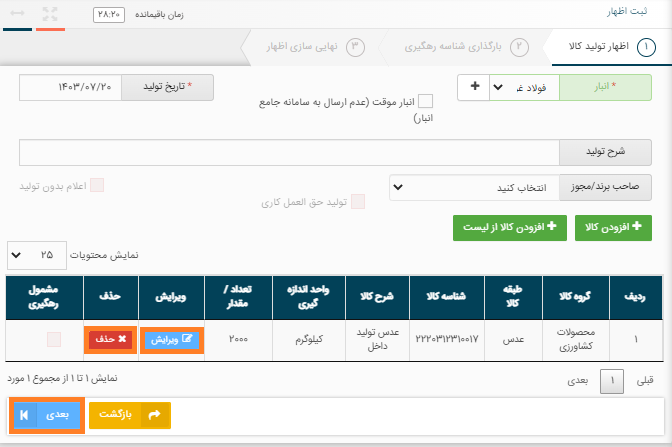 ثبت اظهار
زمان باقیمانده ۲۸:۲۰
۱ اظهار تولید کالا
۲ بارگذاری شناسه رهگیری
۳ نهایی سازی اظهار
* انبار فولاد غ
انبار موقت (عدم ارسال به سامانه جامع انبار)
* تاریخ تولید ۱۴۰۳/۰۷/۲۰
شرح تولید
صاحب برند/مجوز انتخاب کنید
تولید حق العمل کاری
اعلام بدون تولید
افزودن کالا
افزودن کالا از لیست
نمایش محتویات ۲۵
ردیف گروه کالا طبقه کالا شناسه کالا شرح کالا واحد اندازه گیری تعداد / مقدار ویرایش حذف مشمول رهگیری
۱ محصولات کشاورزی عدس ۲۲۲۰۳۱۲۳۱۰۰۱۷ عدس تولید داخل کیلوگرم ۲۰۰۰ ویرایش حذف
نمایش ۱ تا ۱ از مجموع ۱ مورد
قبلی ۱ بعدی
بازگشت
بعدی